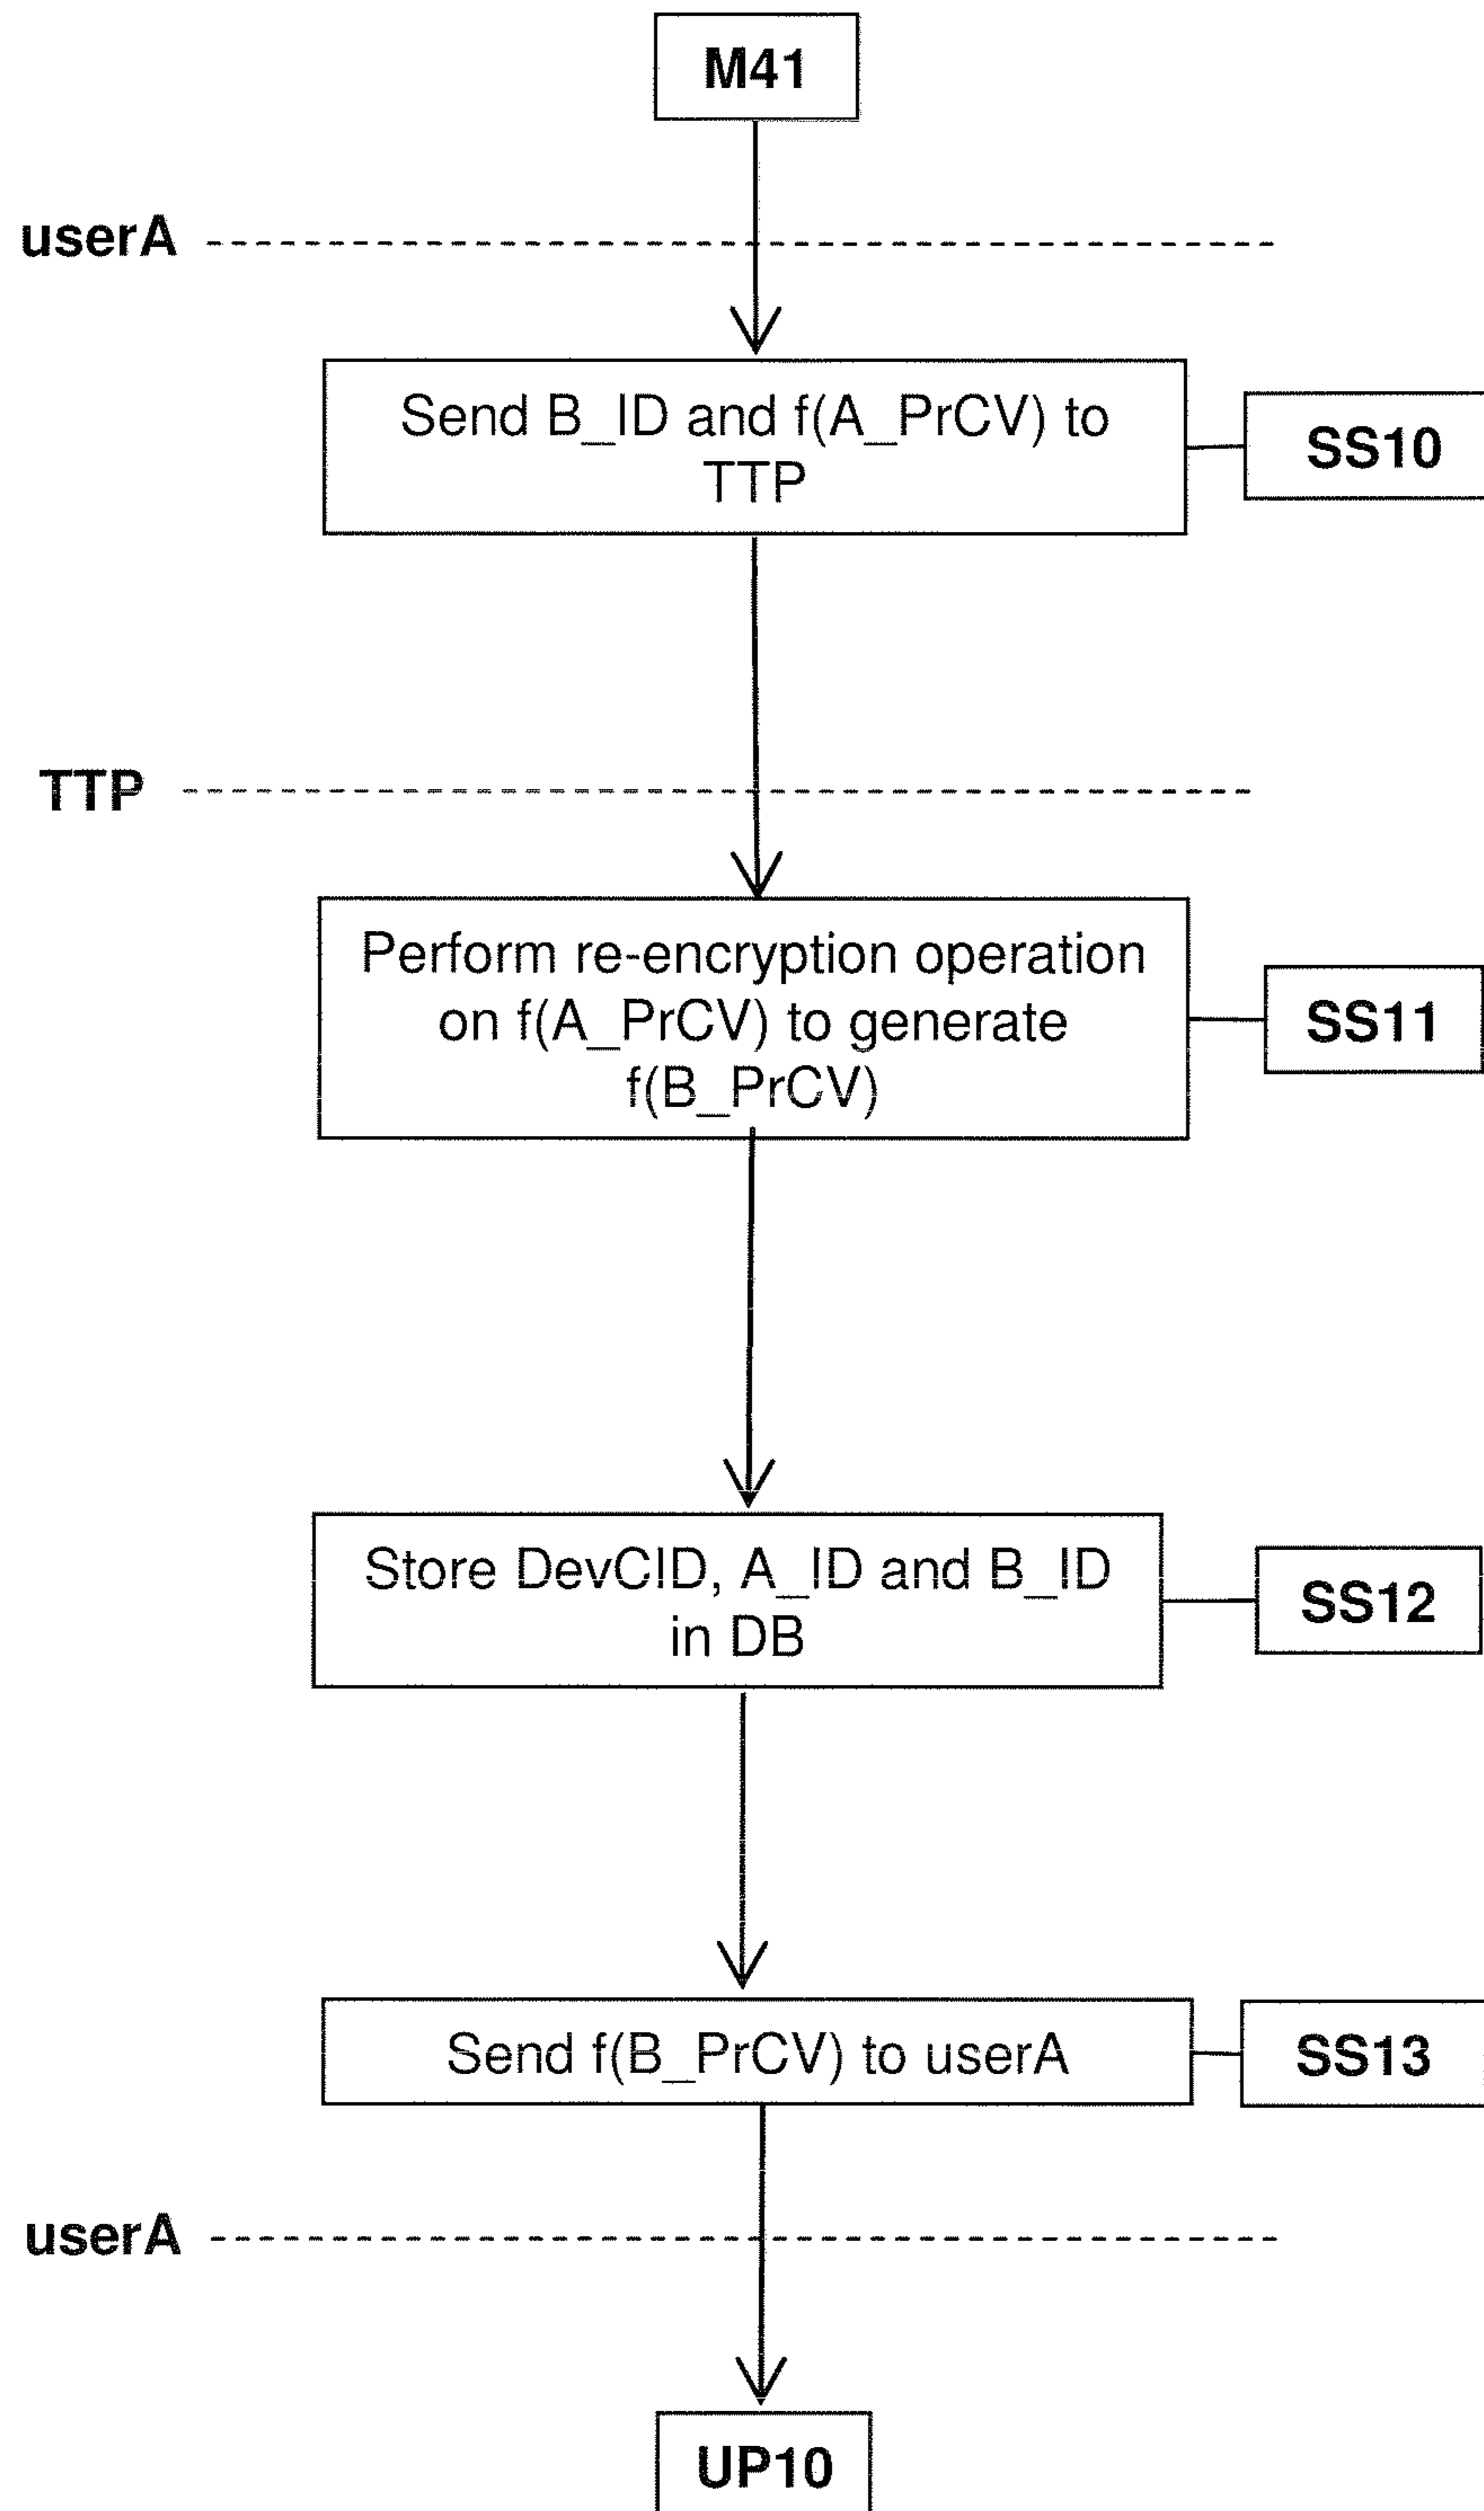 M41
userA
Send B_ID and f(A_PrCV) to
TTP
SS10
TTP
Perform re-encryption operation
on f(A_PrCV) to generate
f(B_PrCV)
SS11
Store DevCID, A_ID and B_ID
in DB
SS12
Send f(B_PrCV) to userA
SS13
userA
UP10